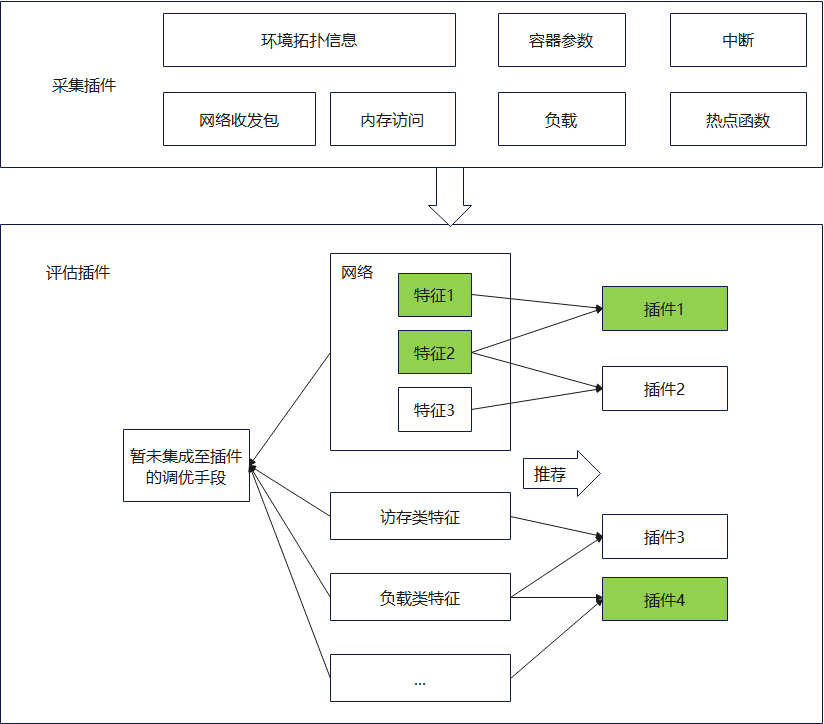 环境拓扑信息
容器参数
中断
采集插件
网络收发包
内存访问
负载
热点函数
评估插件
网络
特征1
插件1
特征2
插件2
特征3
暂未集成至插件
的调优手段
推荐
访存类特征
插件3
负载类特征
插件4
...